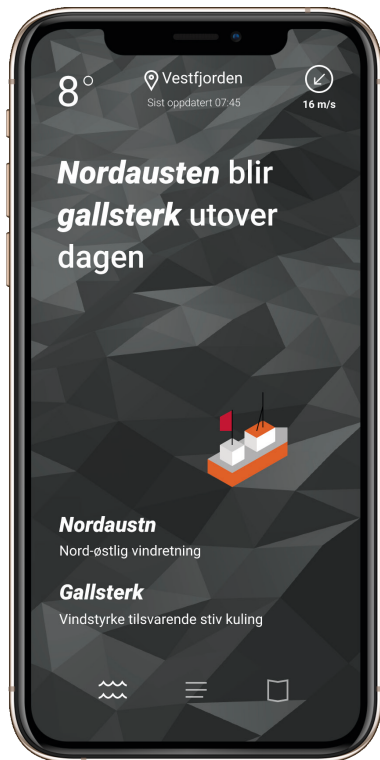 8°
Vestfjorden
Sist oppdatert 07:45
16 m/s
Nordausten blir
gallsterk utover
dagen
Nordaustn
Nord-østlig vindretning
Gallsterk
Vindstyrke tilsvarende stiv kuling